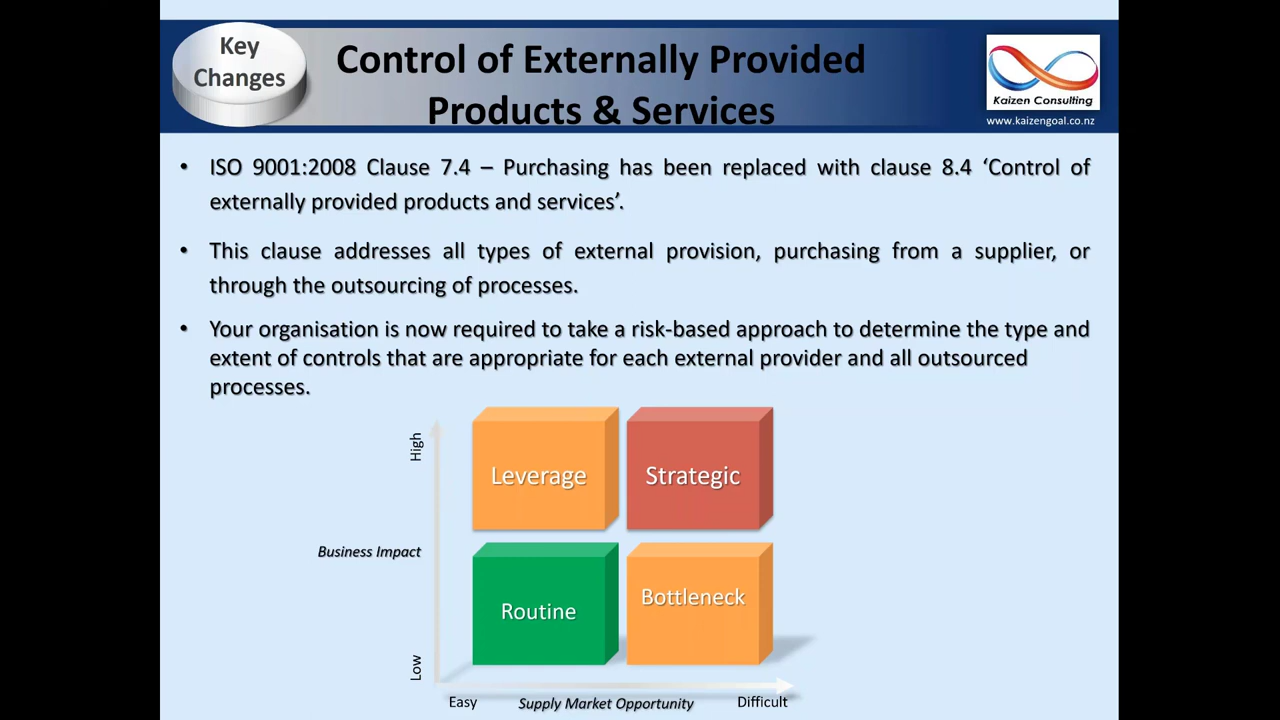 Key
Changes
Control of Externally Provided
Products & Services
Kaizen Consulting
www.kaizengoal.co.nz
• ISO 9001:2008 Clause 7.4 – Purchasing has been replaced with clause 8.4 ‘Control of
externally provided products and services’.
• This clause addresses all types of external provision, purchasing from a supplier, or
through the outsourcing of processes.
• Your organisation is now required to take a risk-based approach to determine the type and
extent of controls that are appropriate for each external provider and all outsourced
processes.
High
Leverage
Strategic
Business Impact
Routine
Bottleneck
Low
Easy
Supply Market Opportunity
Difficult